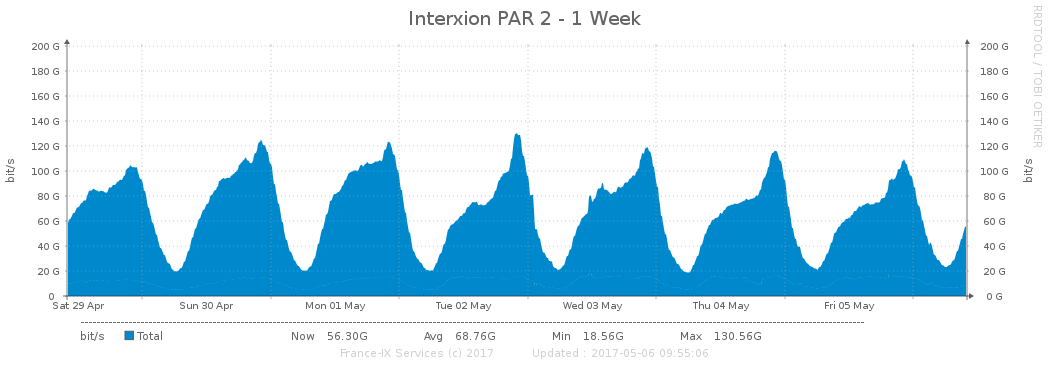 Interxion PAR 2 - 1 Week
RRDTOOL / TOBI OETIKER
bit/s
200 G 200 G
180 G 180 G
160 G 160 G
140 G 140 G
120 G 120 G
100 G 100 G
80 G 80 G
60 G 60 G
40 G 40 G
20 G 20 G
0 0 G
bit/s
Sat 29 Apr Sun 30 Apr Mon 01 May Tue 02 May Wed 03 May Thu 04 May Fri 05 May
bit/s Total Now 56.30G Avg 68.76G Min 18.56G Max 130.56G
France-IX Services (c) 2017 Updated : 2017-05-06 09:55:06